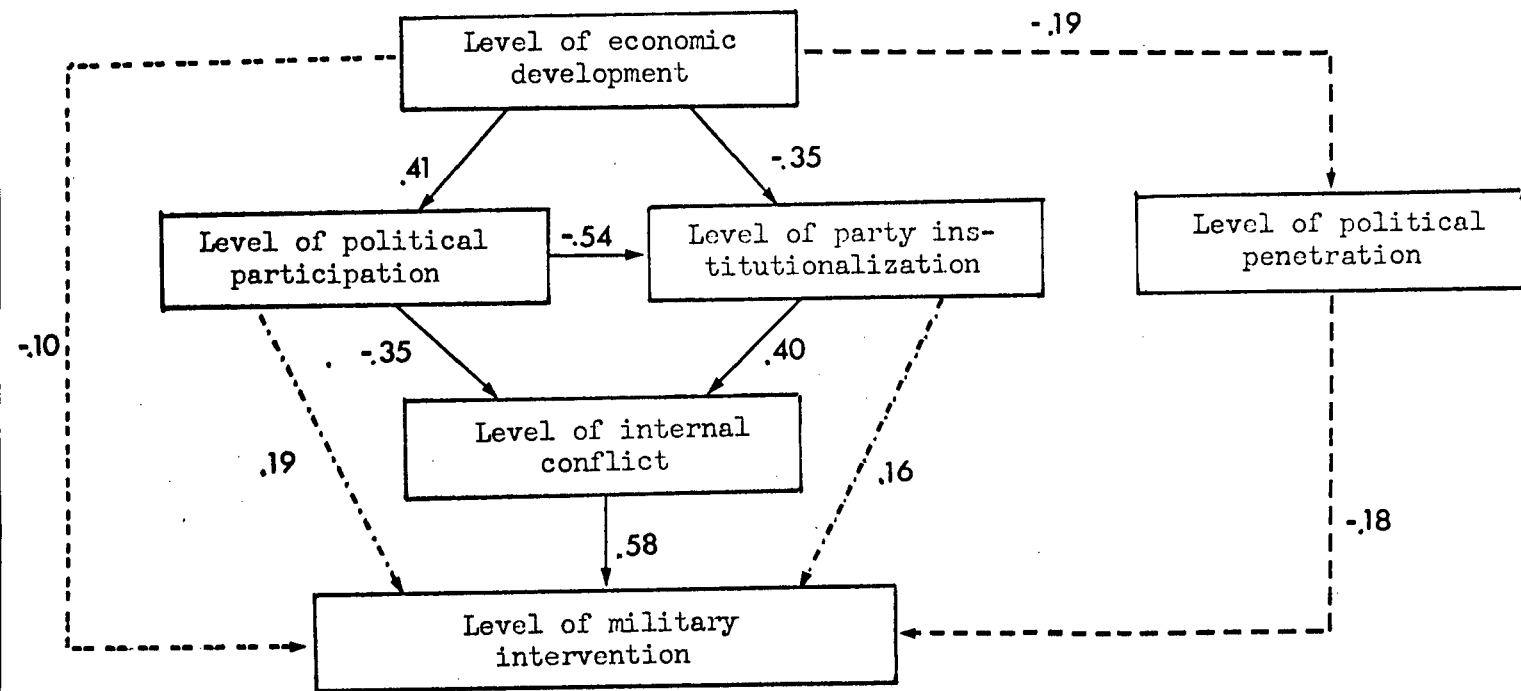 -.19
Level of economic
development
.41
-.35
Level of political
participation
-.54
Level of party ins-
titutionalization
Level of political
penetration
-.10
-.35
.40
Level of internal
conflict
.19
.16
-.18
.58
Level of military
intervention